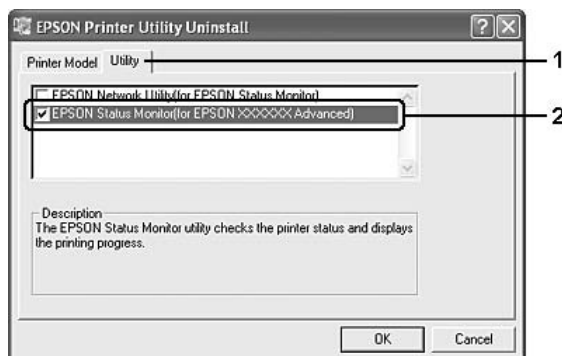 EPSON Printer Utility Uninstall
Printer Model Utility 1
EPSON Network Utility(for EPSON Status Monitor)
EPSON Status Monitor(for EPSON XXXXXX Advanced) 2
Description
The EPSON Status Monitor utility checks the printer status and displays
the printing progress.
OK Cancel